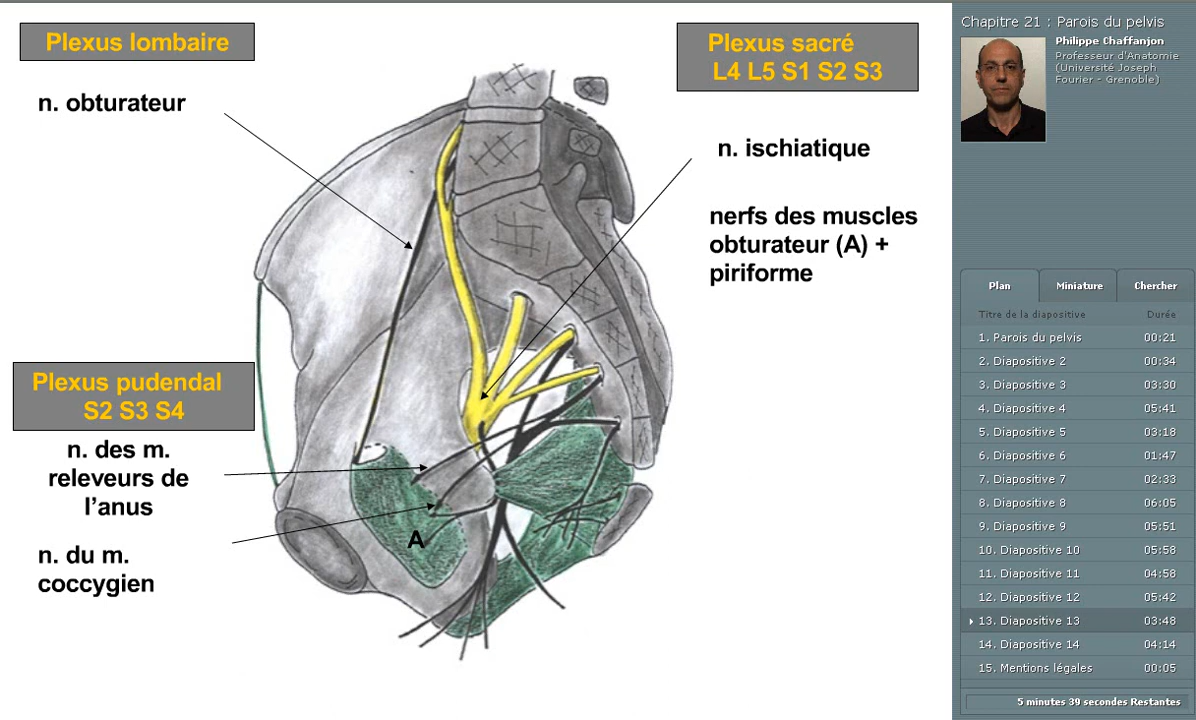 Plexus lombaire
n. obturateur
Plexus sacré
L4 L5 S1 S2 S3
n. ischiatique
nerfs des muscles
obturateur (A) +
piriforme
Plexus pudendal
S2 S3 S4
n. des m.
releveurs de
l’anus
n. du m.
coccygien
A
Chapitre 21 : Parois du pelvis
Philippe Chaffanjon
Professeur d'Anatomie
(Université Joseph
Fourier - Grenoble)
Plan Miniature Chercher
Titre de la diapositive Durée
1. Parois du pelvis 00:21
2. Diapositive 2 00:34
3. Diapositive 3 03:30
4. Diapositive 4 05:41
5. Diapositive 5 03:18
6. Diapositive 6 01:47
7. Diapositive 7 02:33
8. Diapositive 8 06:05
9. Diapositive 9 05:51
10. Diapositive 10 05:58
11. Diapositive 11 04:58
12. Diapositive 12 05:42
13. Diapositive 13 03:48
14. Diapositive 14 04:14
15. Mentions légales 00:05
5 minutes 39 secondes Restantes